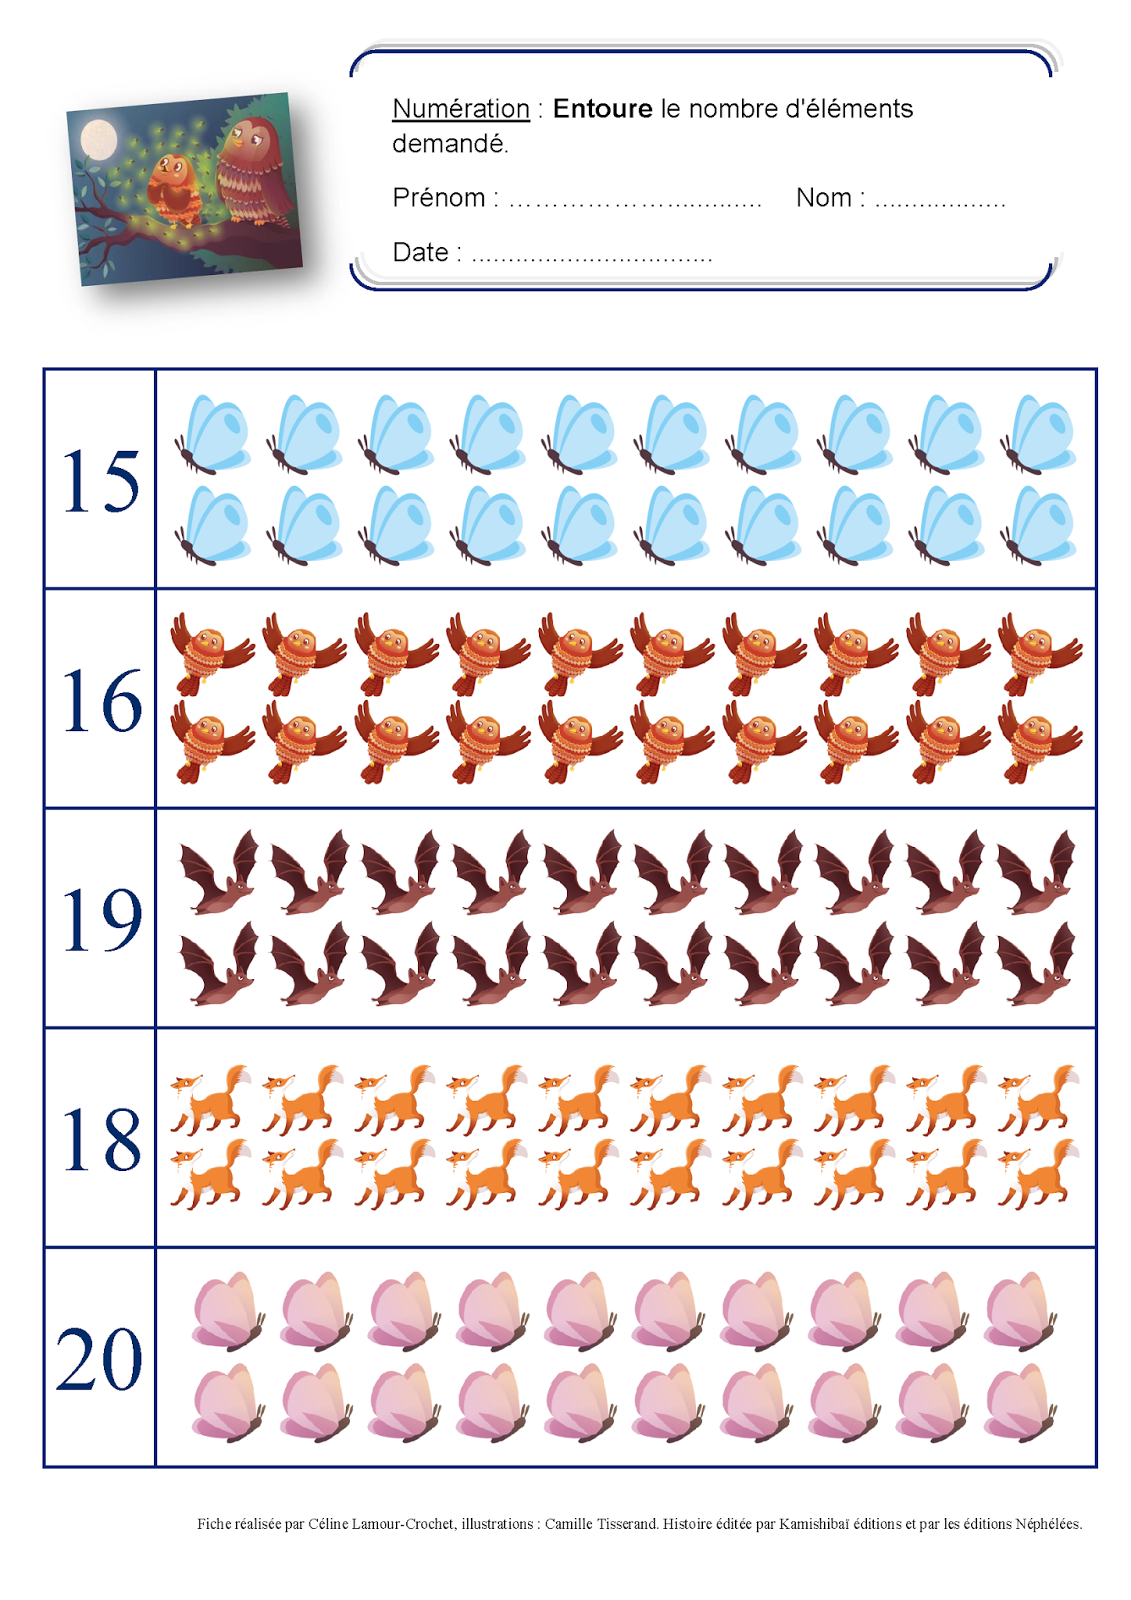 Numération : Entoure le nombre d'éléments
demandé.
Prénom : ………………............ Nom : ..................
Date : .................................
15
16
19
18
20
Fiche réalisée par Céline Lamour-Crochet, illustrations : Camille Tisserand. Histoire éditée par Kamishibaï éditions et par les éditions Néphélées.